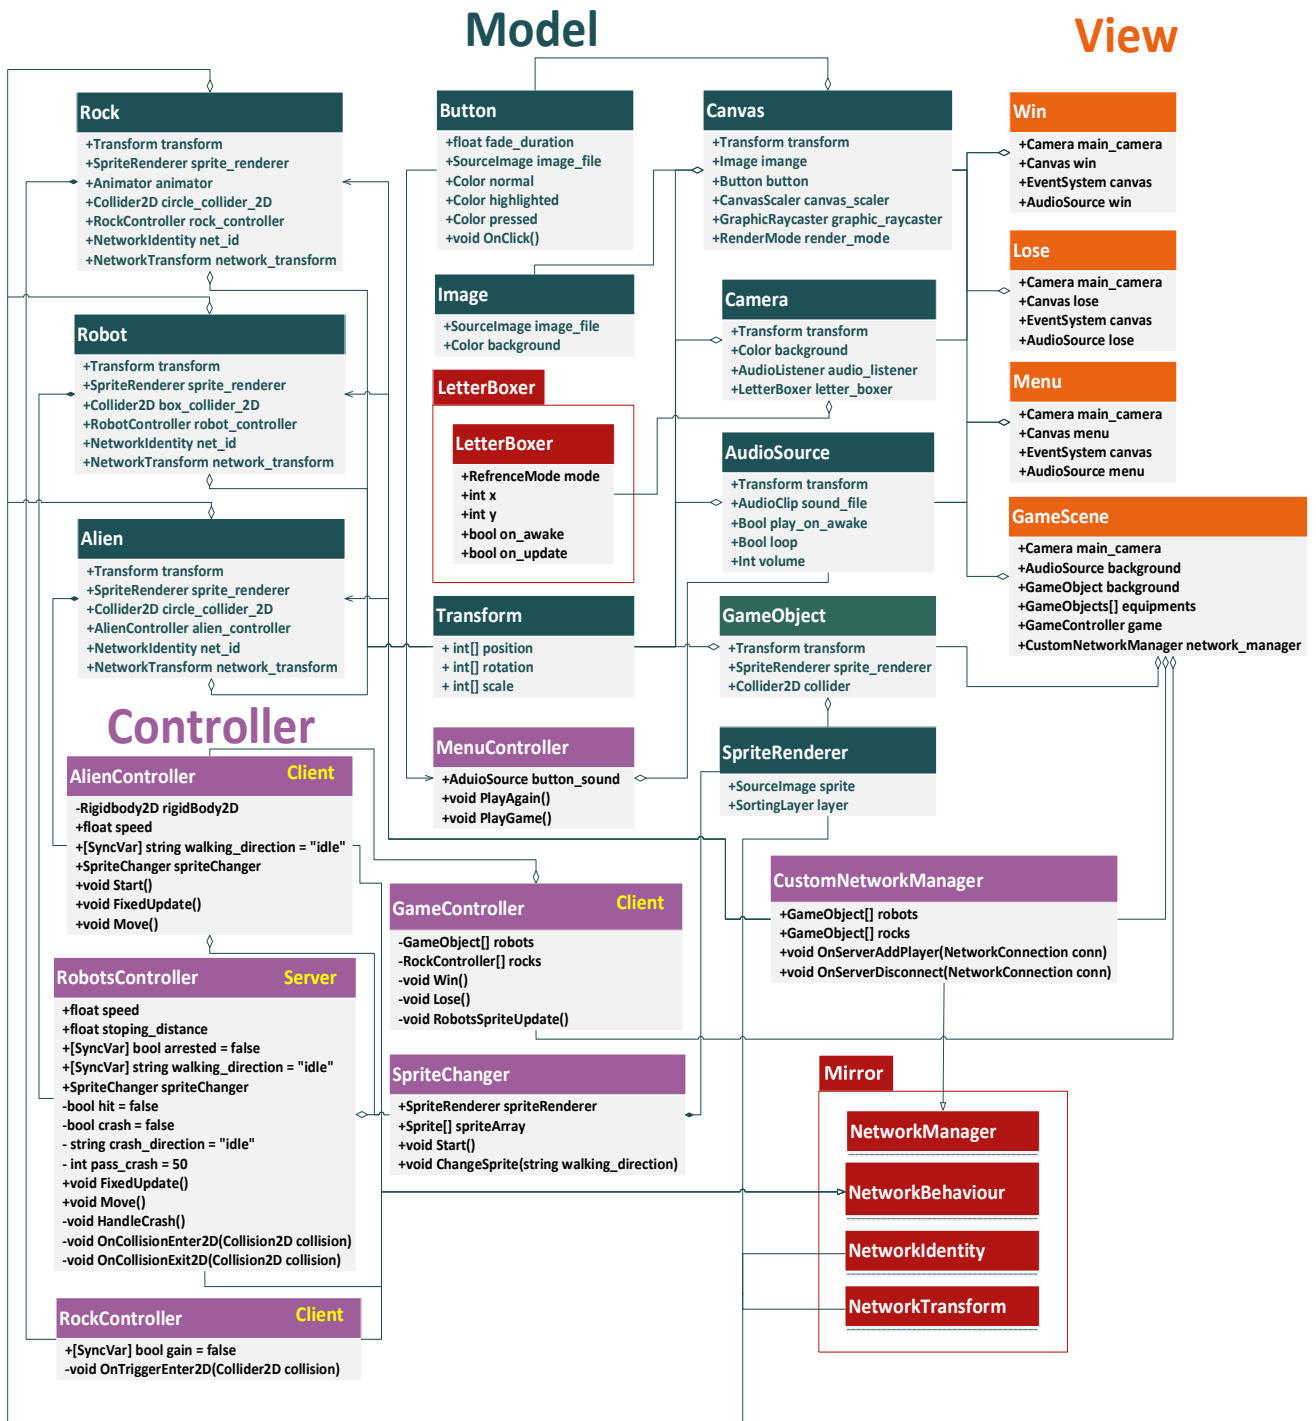 Model
View
Rock
+Transform transform
+SpriteRenderer sprite_renderer
+Animator animator
+Collider2D circle_collider_2D
+RockController rock_controller
+NetworkIdentity net_id
+NetworkTransform network_transform
Robot
+Transform transform
+SpriteRenderer sprite_renderer
+Collider2D box_collider_2D
+RobotController robot_controller
+NetworkIdentity net_id
+NetworkTransform network_transform
Alien
+Transform transform
+SpriteRenderer sprite_renderer
+Collider2D circle_collider_2D
+AlienController alien_controller
+NetworkIdentity net_id
+NetworkTransform network_transform
Button
+float fade_duration
+SourceImage image_file
+Color normal
+Color highlighted
+Color pressed
+void OnClick()
Image
+SourceImage image_file
+Color background
LetterBoxer
LetterBoxer
+RefrenceMode mode
+int x
+int y
+bool on_awake
+bool on_update
Transform
+ int[] position
+ int[] rotation
+ int[] scale
Canvas
+Transform transform
+Image imange
+Button button
+CanvasScaler canvas_scaler
+GraphicRaycaster graphic_raycaster
+RenderMode render_mode
Camera
+Transform transform
+Color background
+AudioListener audio_listener
+LetterBoxer letter_boxer
AudioSource
+Transform transform
+AudioClip sound_file
+Bool play_on_awake
+Bool loop
+Int volume
GameObject
+Transform transform
+SpriteRenderer sprite_renderer
+Collider2D collider
SpriteRenderer
+SourceImage sprite
+SortingLayer layer
Win
+Camera main_camera
+Canvas win
+EventSystem canvas
+AudioSource win
Lose
+Camera main_camera
+Canvas lose
+EventSystem canvas
+AudioSource lose
Menu
+Camera main_camera
+Canvas menu
+EventSystem canvas
+AudioSource menu
GameScene
+Camera main_camera
+AudioSource background
+GameObject background
+GameObjects[] equipments
+GameController game
+CustomNetworkManager network_manager
Controller
MenuController
+AduioSource button_sound
+void PlayAgain()
+void PlayGame()
AlienController Client
-Rigidbody2D rigidBody2D
+float speed
+[SyncVar] string walking_direction = "idle"
+SpriteChanger spriteChanger
+void Start()
+void FixedUpdate()
+void Move()
RobotsController Server
+float speed
+float stoping_distance
+[SyncVar] bool arrested = false
+[SyncVar] string walking_direction = "idle"
+SpriteChanger spriteChanger
-bool hit = false
-bool crash = false
- string crash_direction = "idle"
- int pass_crash = 50
+void FixedUpdate()
+void Move()
-void HandleCrash()
-void OnCollisionEnter2D(Collision2D collision)
-void OnCollisionExit2D(Collision2D collision)
RockController Client
+[SyncVar] bool gain = false
-void OnTriggerEnter2D(Collider2D collision)
GameController Client
-GameObject[] robots
-RockController[] rocks
-void Win()
-void Lose()
-void RobotsSpriteUpdate()
SpriteChanger
+SpriteRenderer spriteRenderer
+Sprite[] spriteArray
+void Start()
+void ChangeSprite(string walking_direction)
CustomNetworkManager
+GameObject[] robots
+GameObject[] rocks
+void OnServerAddPlayer(NetworkConnection conn)
+void OnServerDisconnect(NetworkConnection conn)
Mirror
NetworkManager
NetworkBehaviour
NetworkIdentity
NetworkTransform